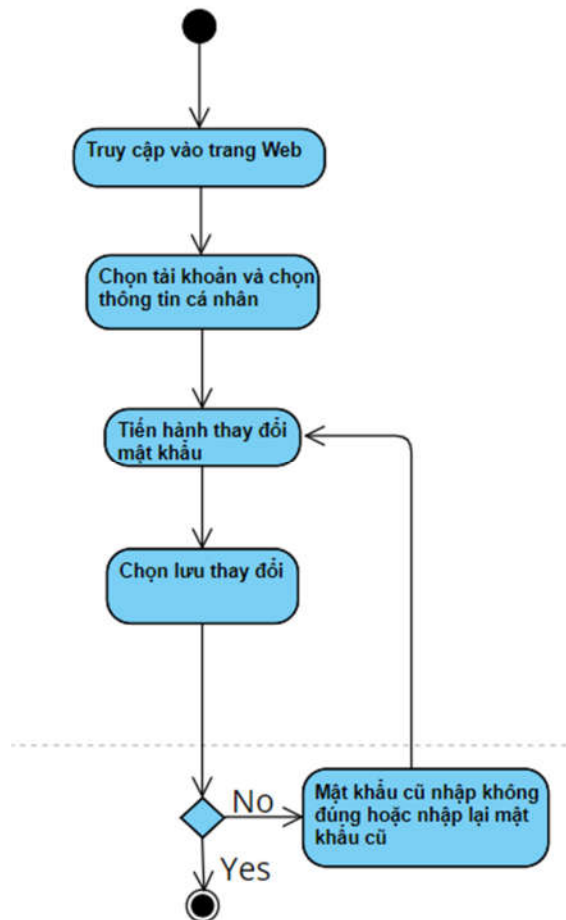 Truy cập vào trang Web
Chọn tài khoản và chọn
thông tin cá nhân
Tiến hành thay đổi
mật khẩu
Chọn lưu thay đổi
No
Mật khẩu cũ nhập không
đúng hoặc nhập lại mật
khẩu cũ
Yes